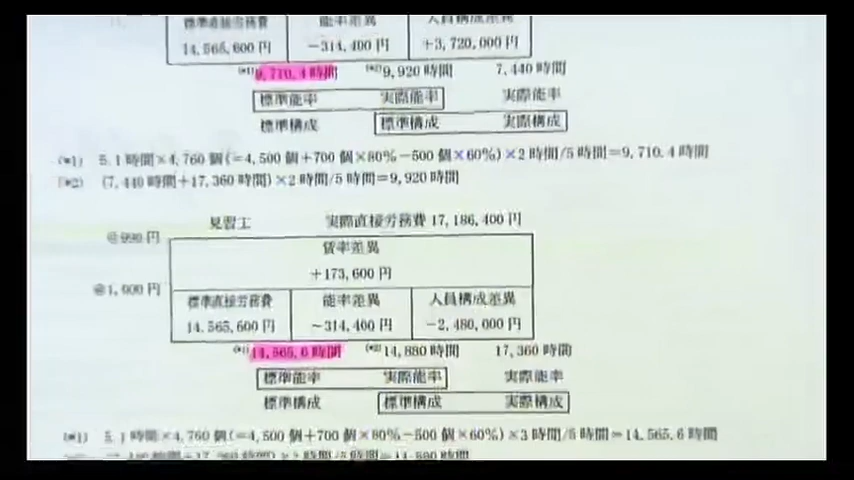 標準直接労務費 能率差異 人員構成差異
14,565,600円 −314,400円 +3,720,000円
(*1)9,710.4時間 (*2)9,920時間 7,440時間
標準能率 実際能率 実際能率
標準構成 標準構成 実際構成
(*1) 5.1時間×4,760個(=4,500個+700個×80%−500個×60%)×2時間/5時間=9,710.4時間
(*2) (7,440時間+17,360時間)×2時間/5時間=9,920時間
見習工 実際直接労務費 17,186,400円
@990円
賃率差異
+173,600円
@1,000円
標準直接労務費 能率差異 人員構成差異
14,565,600円 −314,400円 −2,480,000円
(*1)14,565.6時間 (*2)14,880時間 17,360時間
標準能率 実際能率 実際能率
標準構成 標準構成 実際構成
(*1) 5.1時間×4,760個(=4,500個+700個×80%−500個×60%)×3時間/5時間=14,565.6時間